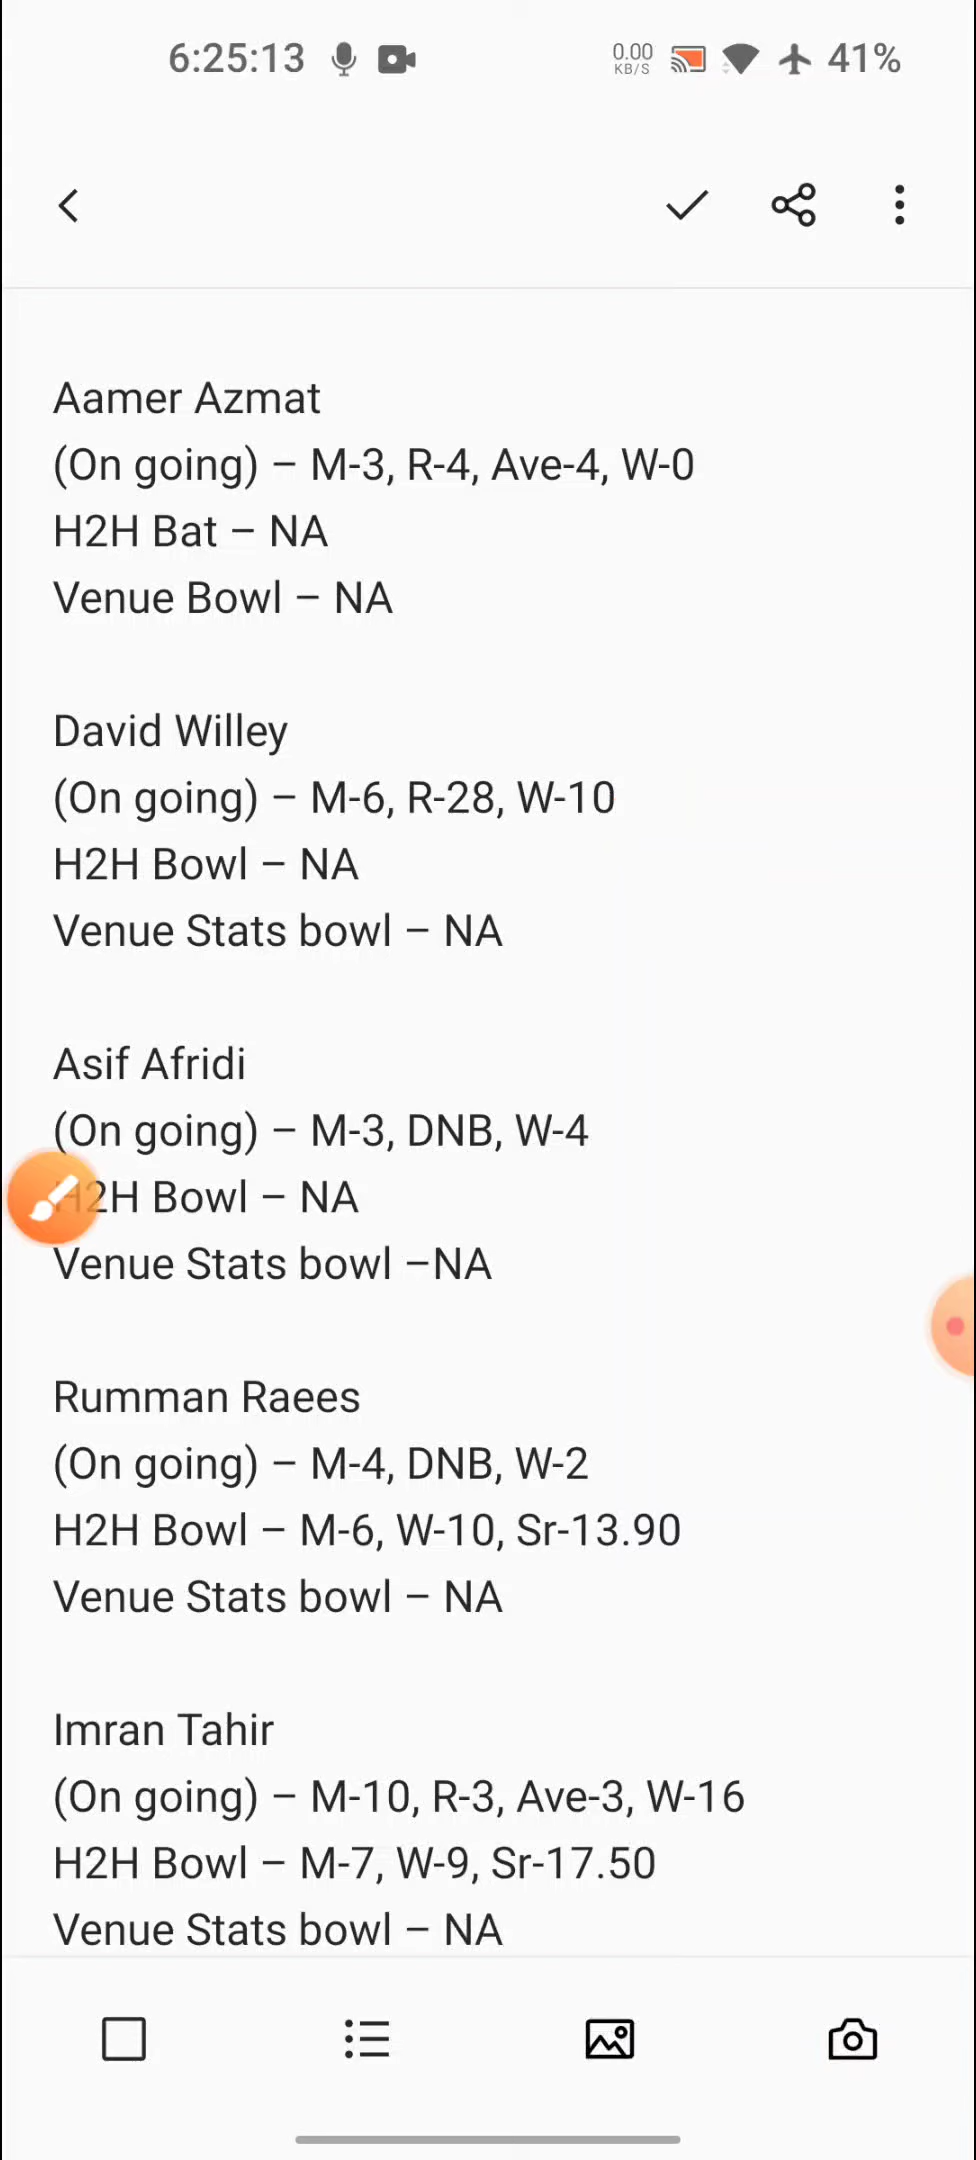 6:25:13 0.00 KB/S 41%
Aamer Azmat
(On going) – M-3, R-4, Ave-4, W-0
H2H Bat – NA
Venue Bowl – NA
David Willey
(On going) – M-6, R-28, W-10
H2H Bowl – NA
Venue Stats bowl – NA
Asif Afridi
(On going) – M-3, DNB, W-4
H2H Bowl – NA
Venue Stats bowl –NA
Rumman Raees
(On going) – M-4, DNB, W-2
H2H Bowl – M-6, W-10, Sr-13.90
Venue Stats bowl – NA
Imran Tahir
(On going) – M-10, R-3, Ave-3, W-16
H2H Bowl – M-7, W-9, Sr-17.50
Venue Stats bowl – NA